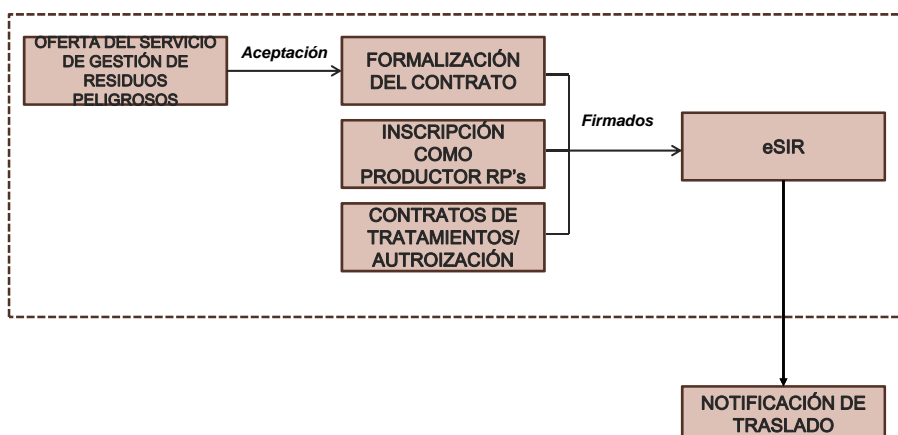 OFERTA DEL SERVICIO
DE GESTIÓN DE
RESIDUOS
PELIGROSOS
Aceptación
FORMALIZACIÓN
DEL CONTRATO
INSCRIPCIÓN
COMO
PRODUCTOR RP's
CONTRATOS DE
TRATAMIENTOS/
AUTROIZACIÓN
Firmados
eSIR
NOTIFICACIÓN DE
TRASLADO